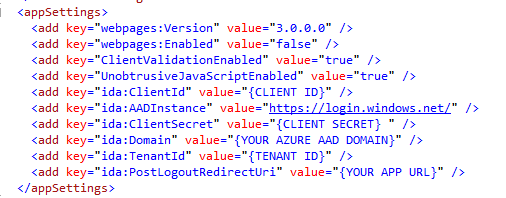 <appSettings>
<add key="webpages:Version" value="3.0.0.0" />
<add key="webpages:Enabled" value="false" />
<add key="ClientValidationEnabled" value="true" />
<add key="UnobtrusiveJavaScriptEnabled" value="true" />
<add key="ida:ClientId" value="{CLIENT ID}" />
<add key="ida:AADInstance" value="https://login.windows.net/" />
<add key="ida:ClientSecret" value="{CLIENT SECRET} " />
<add key="ida:Domain" value="{YOUR AZURE AAD DOMAIN}" />
<add key="ida:TenantId" value="{TENANT ID}" />
<add key="ida:PostLogoutRedirectUri" value="{YOUR APP URL}" />
</appSettings>